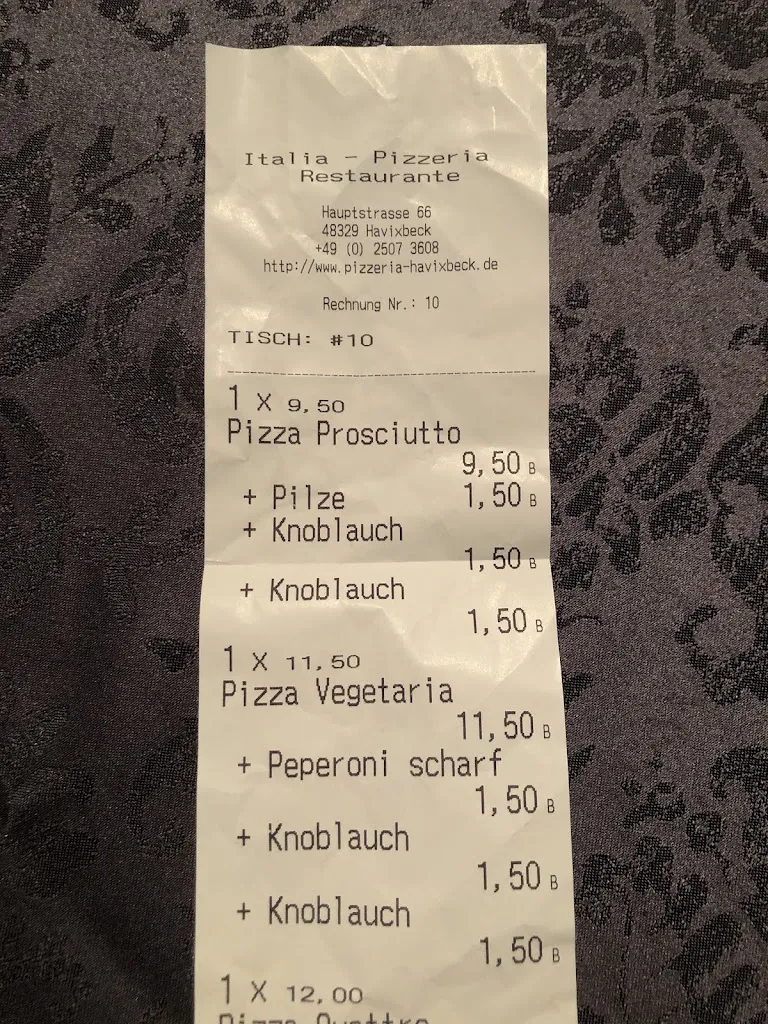 Italia - Pizzeria
Restaurante
Hauptstrasse 66
48329 Havixbeck
+49 (0) 2507 3608
http://www.pizzeria-havixbeck.de
Rechnung Nr.: 10
TISCH: #10
1 X 9,50
Pizza Prosciutto
9,50 B
+ Pilze 1,50 B
+ Knoblauch
1,50 B
+ Knoblauch
1,50 B
1 X 11,50
Pizza Vegetaria
11,50 B
+ Peperoni scharf
1,50 B
+ Knoblauch
1,50 B
+ Knoblauch
1,50 B
1 X 12,00
Pizza Quattro